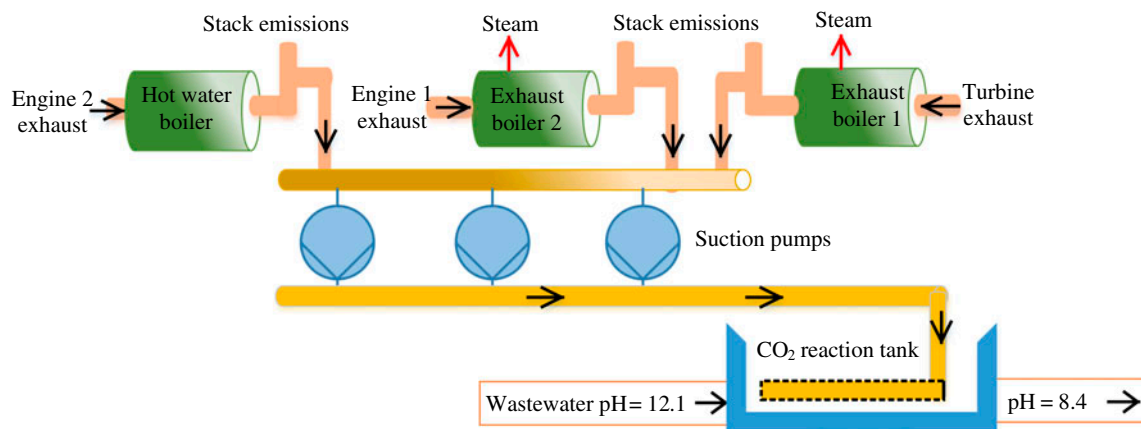 Stack emissions
Steam
Stack emissions
Steam
Engine 2
exhaust
Hot water
boiler
Engine 1
exhaust
Exhaust
boiler 2
Exhaust
boiler 1
Turbine
exhaust
Suction pumps
CO₂ reaction tank
Wastewater pH = 12.1
pH = 8.4